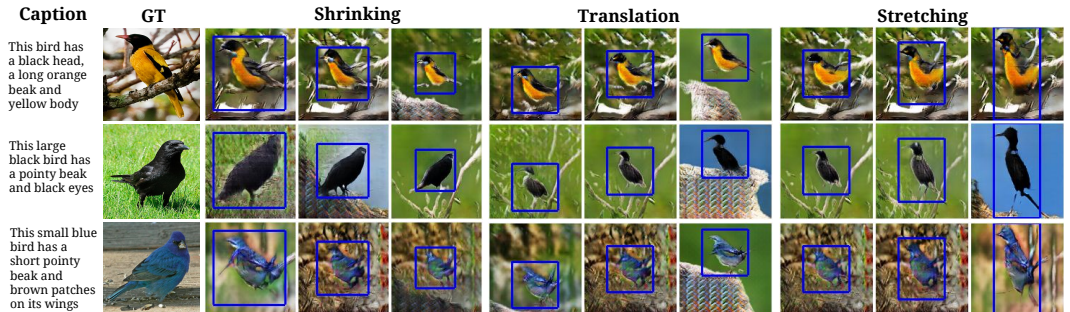 Caption GT Shrinking Translation Stretching
This bird has
a black head,
a long orange
beak and
yellow body
This large
black bird has
a pointy beak
and black eyes
This small blue
bird has a
short pointy
beak and
brown patches
on its wings